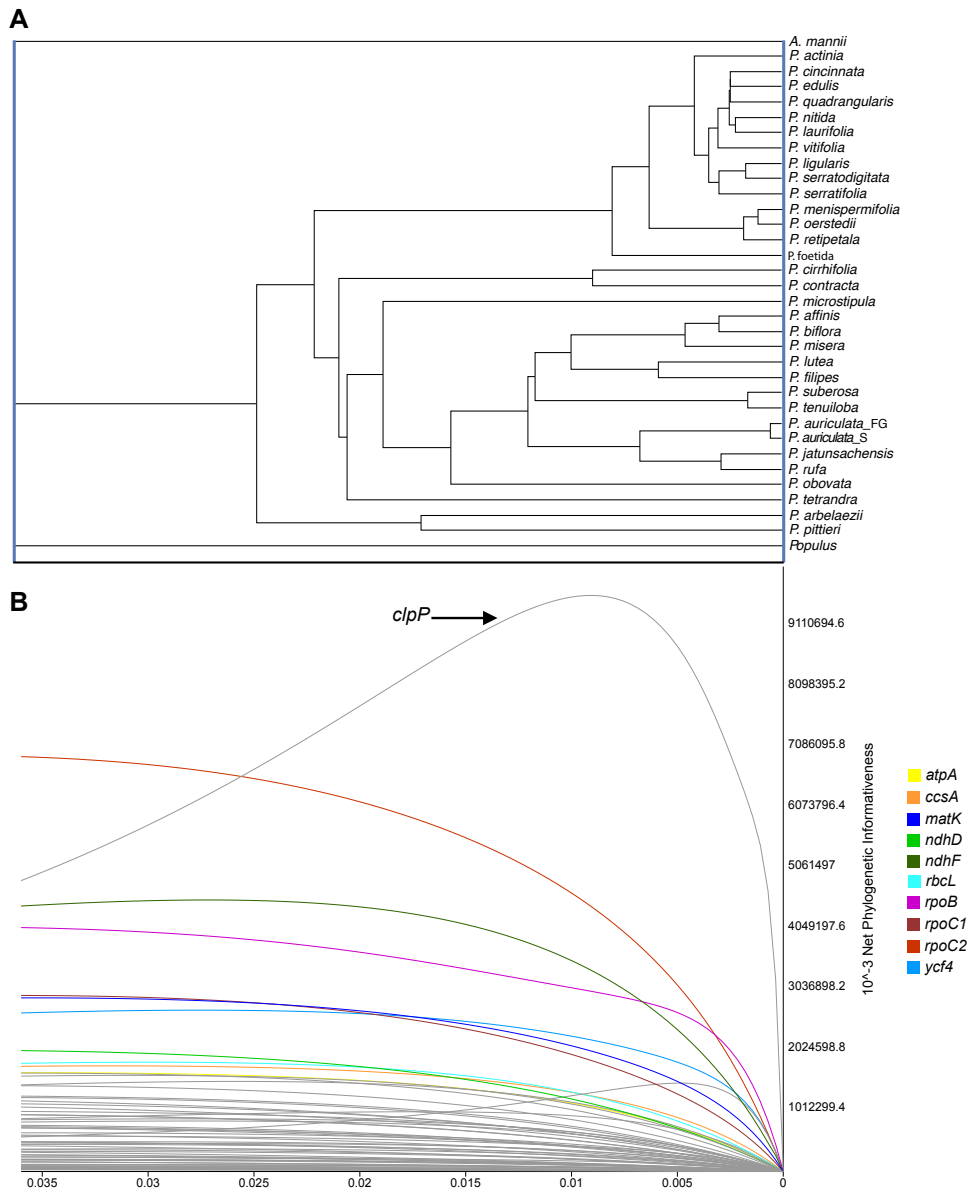 A
A. mannii
P. actinia
P. cincinnata
P. edulis
P. quadrangularis
P. nitida
P. laurifolia
P. vitifolia
P. ligularis
P. serratodigitata
P. serratifolia
P. menispermifolia
P. oerstedii
P. retipetala
P. foetida
P. cirrhifolia
P. contracta
P. microstipula
P. affinis
P. biflora
P. misera
P. lutea
P. filipes
P. suberosa
P. tenuiloba
P. auriculata_FG
P. auriculata_S
P. jatunsachensis
P. rufa
P. obovata
P. tetrandra
P. arbelaezii
P. pittieri
Populus
B
clpP
9110694.6
8098395.2
7086095.8
6073796.4
5061497
4049197.6
3036898.2
2024598.8
1012299.4
10^-3 Net Phylogenetic Informativeness
atpA
ccsA
matK
ndhD
ndhF
rbcL
rpoB
rpoC1
rpoC2
ycf4
0.035 0.03 0.025 0.02 0.015 0.01 0.005 0